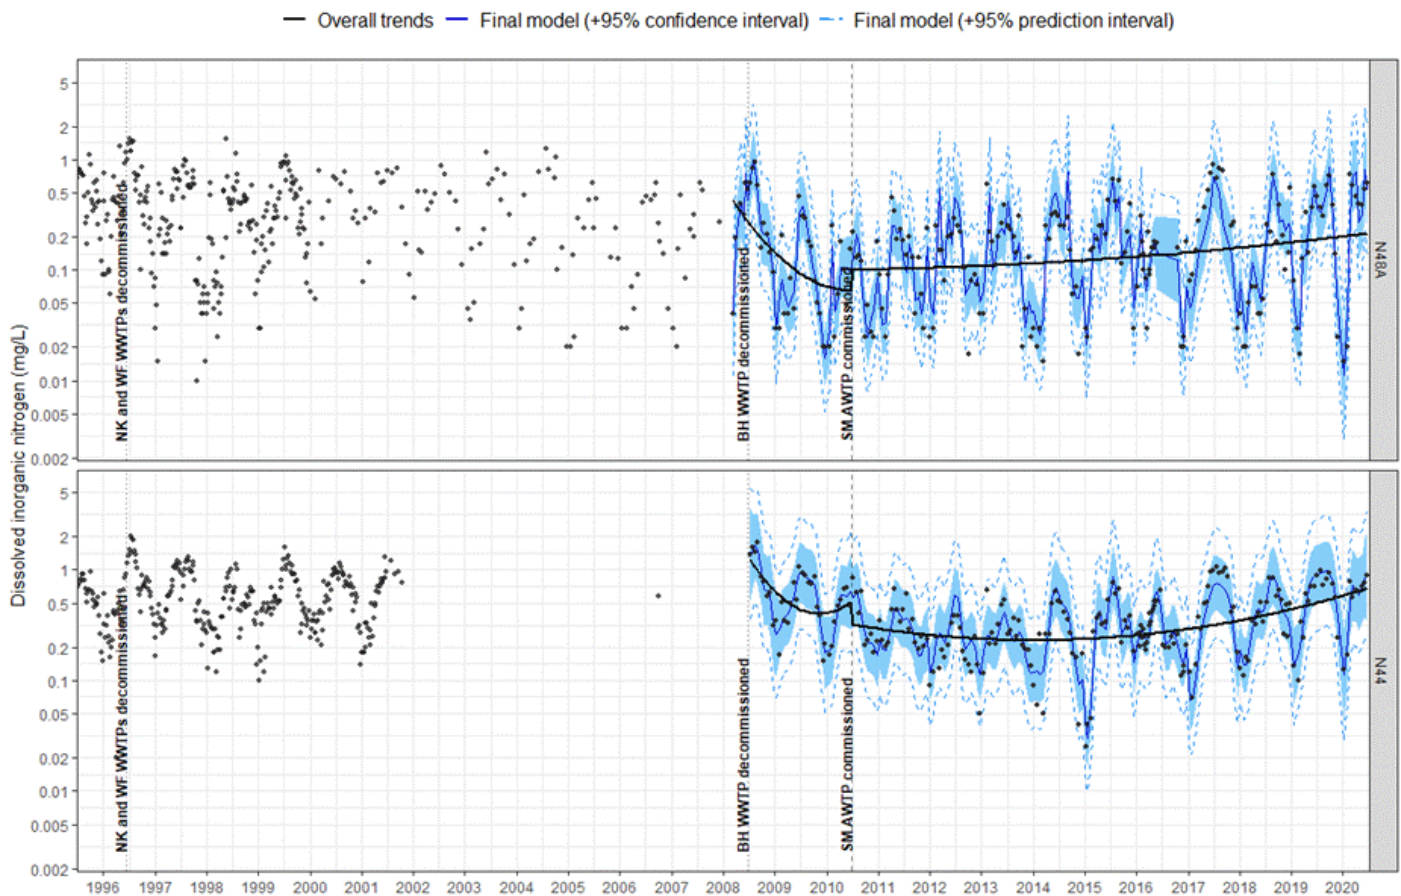 Overall trends Final model (+95% confidence interval) Final model (+95% prediction interval)
Dissolved inorganic nitrogen (mg/L)
5
2
1
0.5
0.2
0.1
0.05
0.02
0.01
0.005
0.002
NK and WF WWTPs decommissioned
BH WWTP decommissioned
SM AWTP commissioned
N48A
5
2
1
0.5
0.2
0.1
0.05
0.02
0.01
0.005
0.002
NK and WF WWTPs decommissioned
BH WWTP decommissioned
SM AWTP commissioned
N44
1996 1997 1998 1999 2000 2001 2002 2003 2004 2005 2006 2007 2008 2009 2010 2011 2012 2013 2014 2015 2016 2017 2018 2019 2020